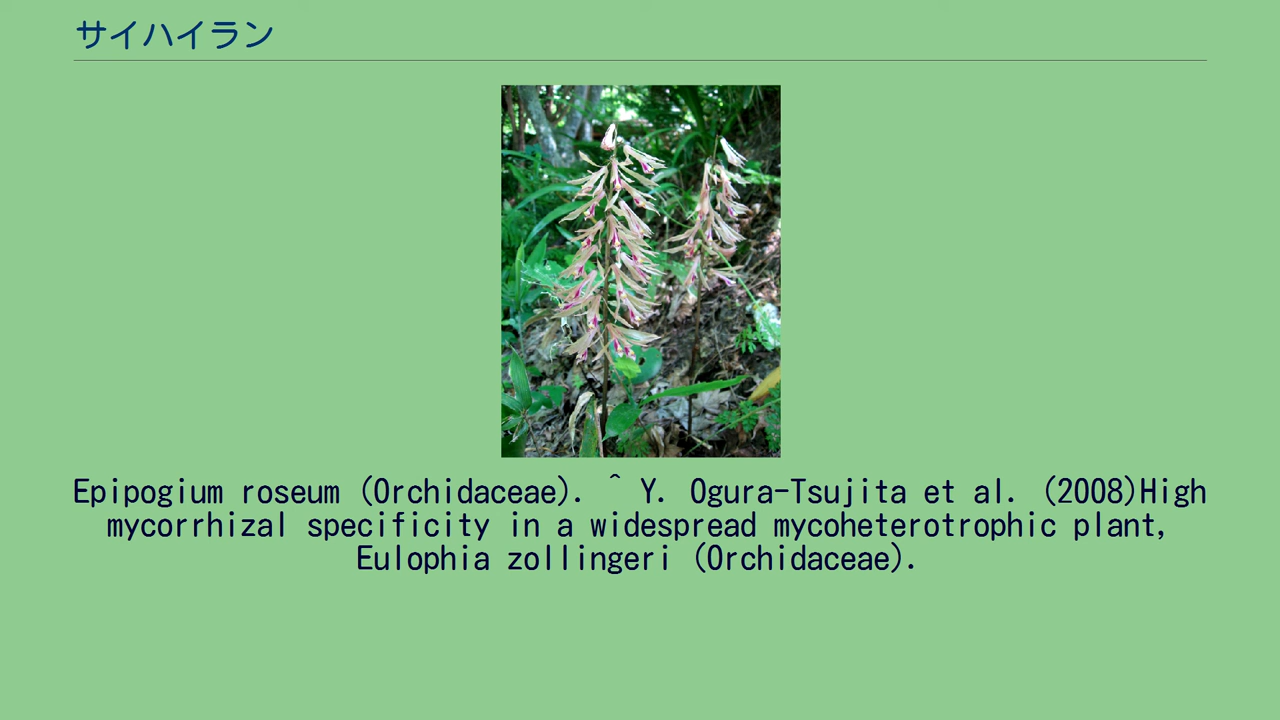 サイハイラン
Epipogium roseum (Orchidaceae). ^ Y. Ogura-Tsujita et al. (2008)High
mycorrhizal specificity in a widespread mycoheterotrophic plant,
Eulophia zollingeri (Orchidaceae).